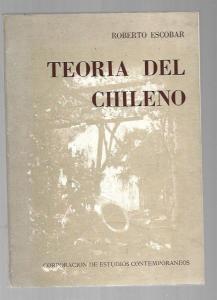 ROBERTO ESCOBAR
TEORIA DEL
CHILENO
CORPORACION DE ESTUDIOS CONTEMPORANEOS